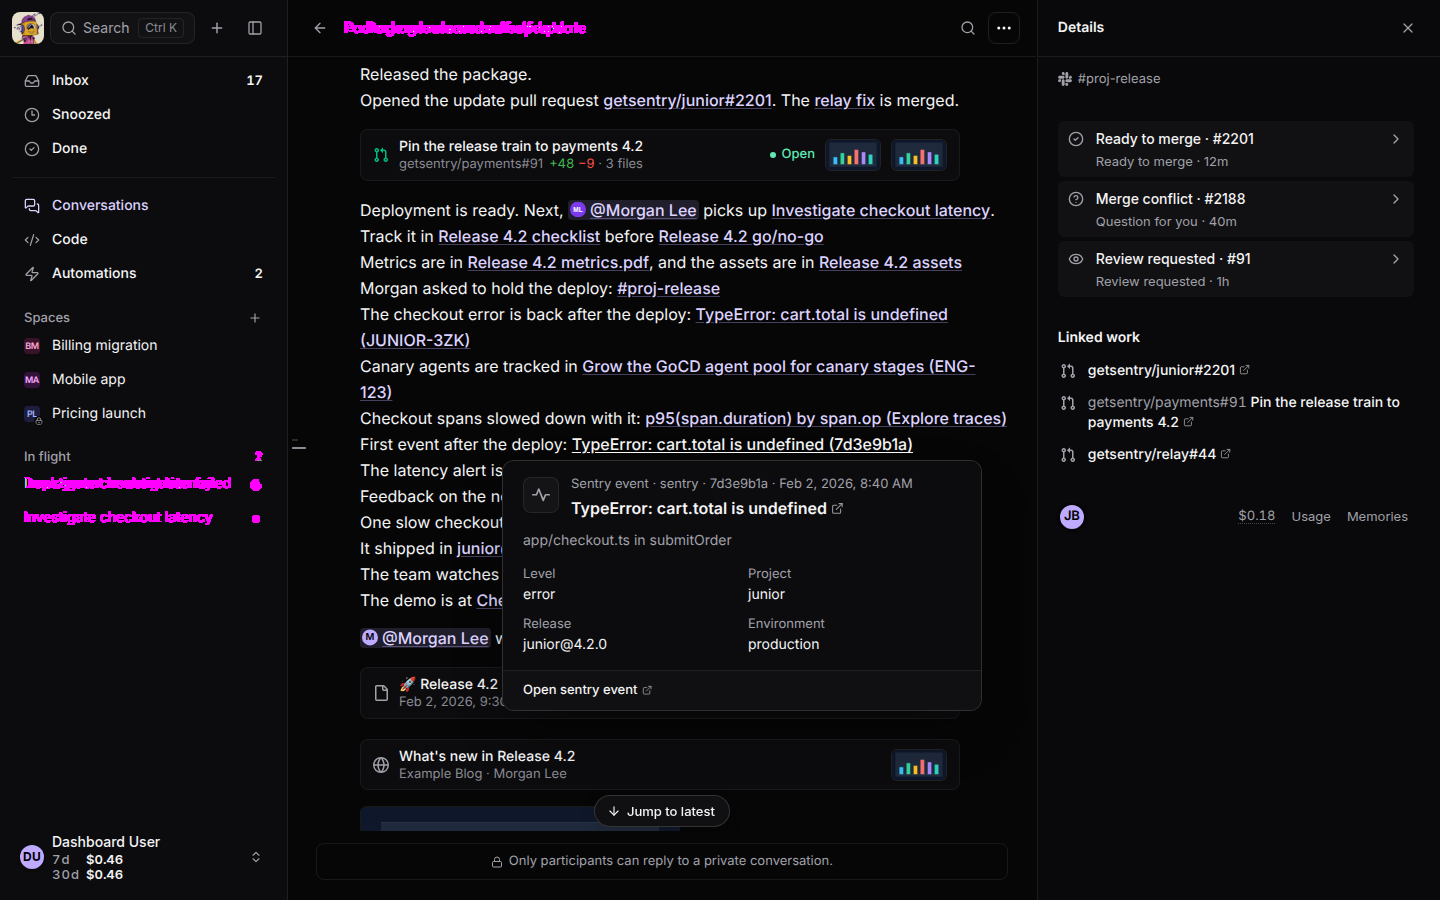 Search Ctrl K
Inbox 17
Snoozed
Done
Conversations
Code
Automations 2
Spaces
BM Billing migration
MA Mobile app
PL Pricing launch
In flight
Investigate checkout latency
DU Dashboard User
7d $0.46
30d $0.46
Released the package.
Opened the update pull request getsentry/junior#2201. The relay fix is merged.
Pin the release train to payments 4.2
getsentry/payments#91 +48 −9 · 3 files
Open
Deployment is ready. Next, ML @Morgan Lee picks up Investigate checkout latency.
Track it in Release 4.2 checklist before Release 4.2 go/no-go
Metrics are in Release 4.2 metrics.pdf, and the assets are in Release 4.2 assets
Morgan asked to hold the deploy: #proj-release
The checkout error is back after the deploy: TypeError: cart.total is undefined
(JUNIOR-3ZK)
Canary agents are tracked in Grow the GoCD agent pool for canary stages (ENG-
123)
Checkout spans slowed down with it: p95(span.duration) by span.op (Explore traces)
First event after the deploy: TypeError: cart.total is undefined (7d3e9b1a)
The latency alert is
Feedback on the
One slow checkout
It shipped in junior
The team watches
The demo is at
M @Morgan Lee
Sentry event · sentry · 7d3e9b1a · Feb 2, 2026, 8:40 AM
TypeError: cart.total is undefined
app/checkout.ts in submitOrder
Level
error
Project
junior
Release
junior@4.2.0
Environment
production
Open sentry event
🚀 Release 4.2
Feb 2, 2026,
What's new in Release 4.2
Example Blog · Morgan Lee
Jump to latest
Only participants can reply to a private conversation.
Details
#proj-release
Ready to merge · #2201
Ready to merge · 12m
Merge conflict · #2188
Question for you · 40m
Review requested · #91
Review requested · 1h
Linked work
getsentry/junior#2201
getsentry/payments#91 Pin the release train to
payments 4.2
getsentry/relay#44
JB $0.18 Usage Memories